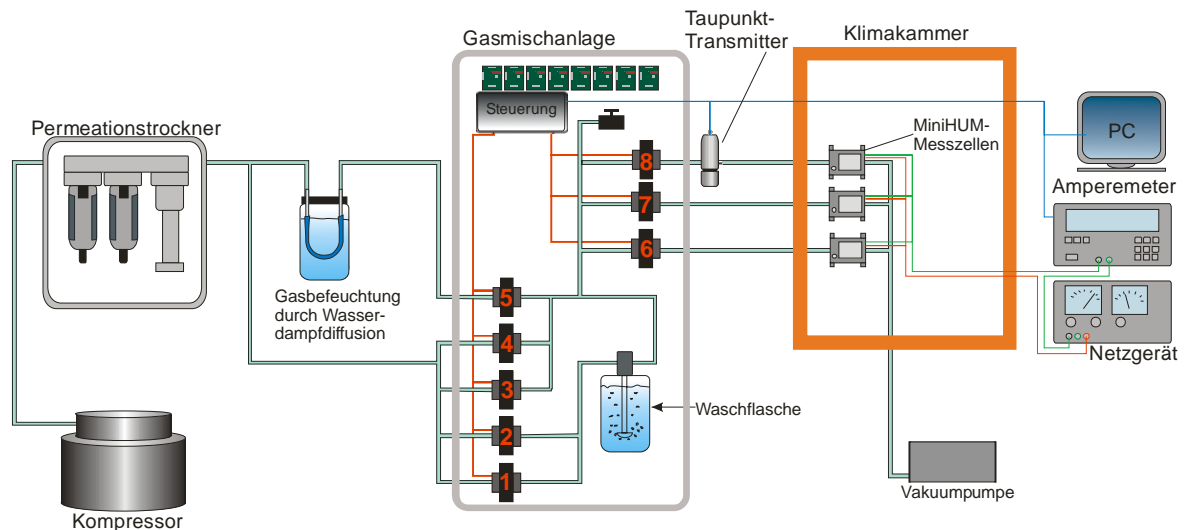 Taupunkt-
Transmitter
Gasmischanlage
Klimakammer
Steuerung
Permeationstrockner
MiniHUM-
Messzellen
PC
8
Amperemeter
7
6
Gasbefeuchtung
durch Wasser-
dampfdiffusion
5
4
Netzgerät
3
Waschflasche
2
1
Vakuumpumpe
Kompressor